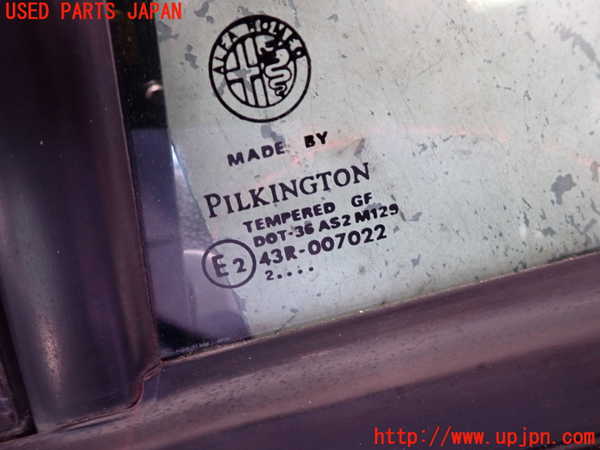 USED PARTS JAPAN
ALFA ROMEO
MADE BY
PILKINGTON
TEMPERED GF
DOT-36 AS2 M129
E2 43R-007022
2....
http://www.upjpn.com/